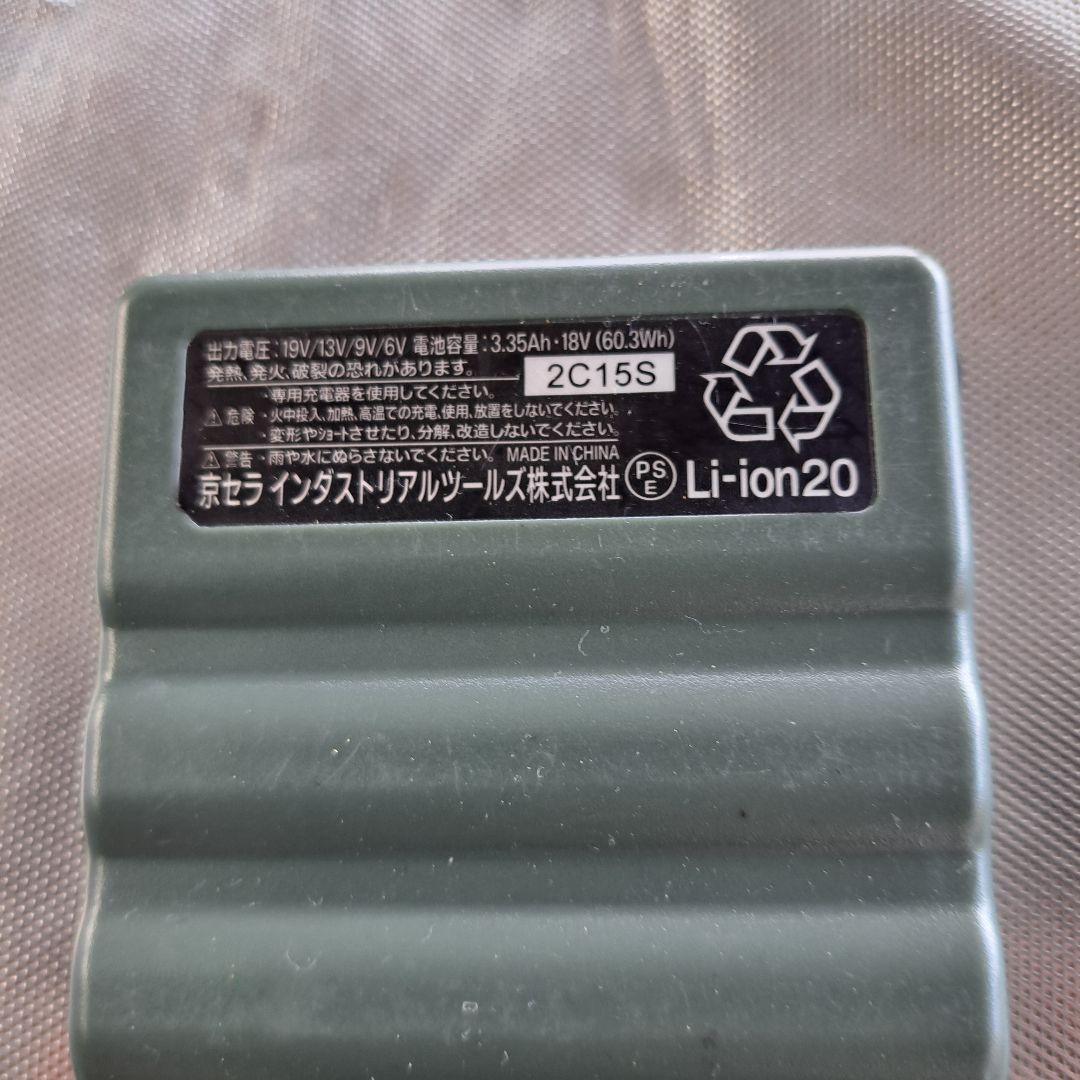 出力電圧:19V/13V/9V/6V 電池容量:3.35Ah・18V(60.3Wh)
発熱、発火、破裂の恐れがあります。
2C15S
・専用充電器を使用してください。
⚠危険 ・火中投入、加熱、高温での充電、使用、放置をしないでください。
・変形やショートさせたり、分解、改造しないでください。
⚠警告 ・雨や水にぬらさないでください。 MADE IN CHINA
京セラ インダストリアルツールズ株式会社 PSE Li-ion20